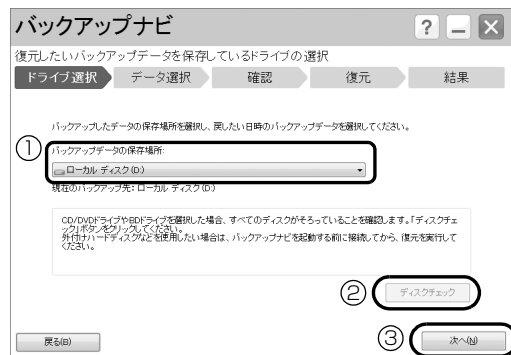 バックアップナビ
? － ×
復元したいバックアップデータを保存しているドライブの選択
ドライブ選択 データ選択 確認 復元 結果
バックアップしたデータの保存場所を選択し、戻したい日時のバックアップデータを選択してください。
①
バックアップデータの保存場所:
ローカル ディスク (D:)
現在のバックアップ先: ローカル ディスク(D:)
CD/DVDドライブやBDドライブを選択した場合、すべてのディスクがそろっていることを確認します。「ディスクチェ
ック」ボタンをクリックしてください。
外付けハードディスクなどを使用したい場合は、バックアップナビを起動する前に接続してから、復元を実行して
ください。
② ディスクチェック
戻る(B) ③ 次へ(N)